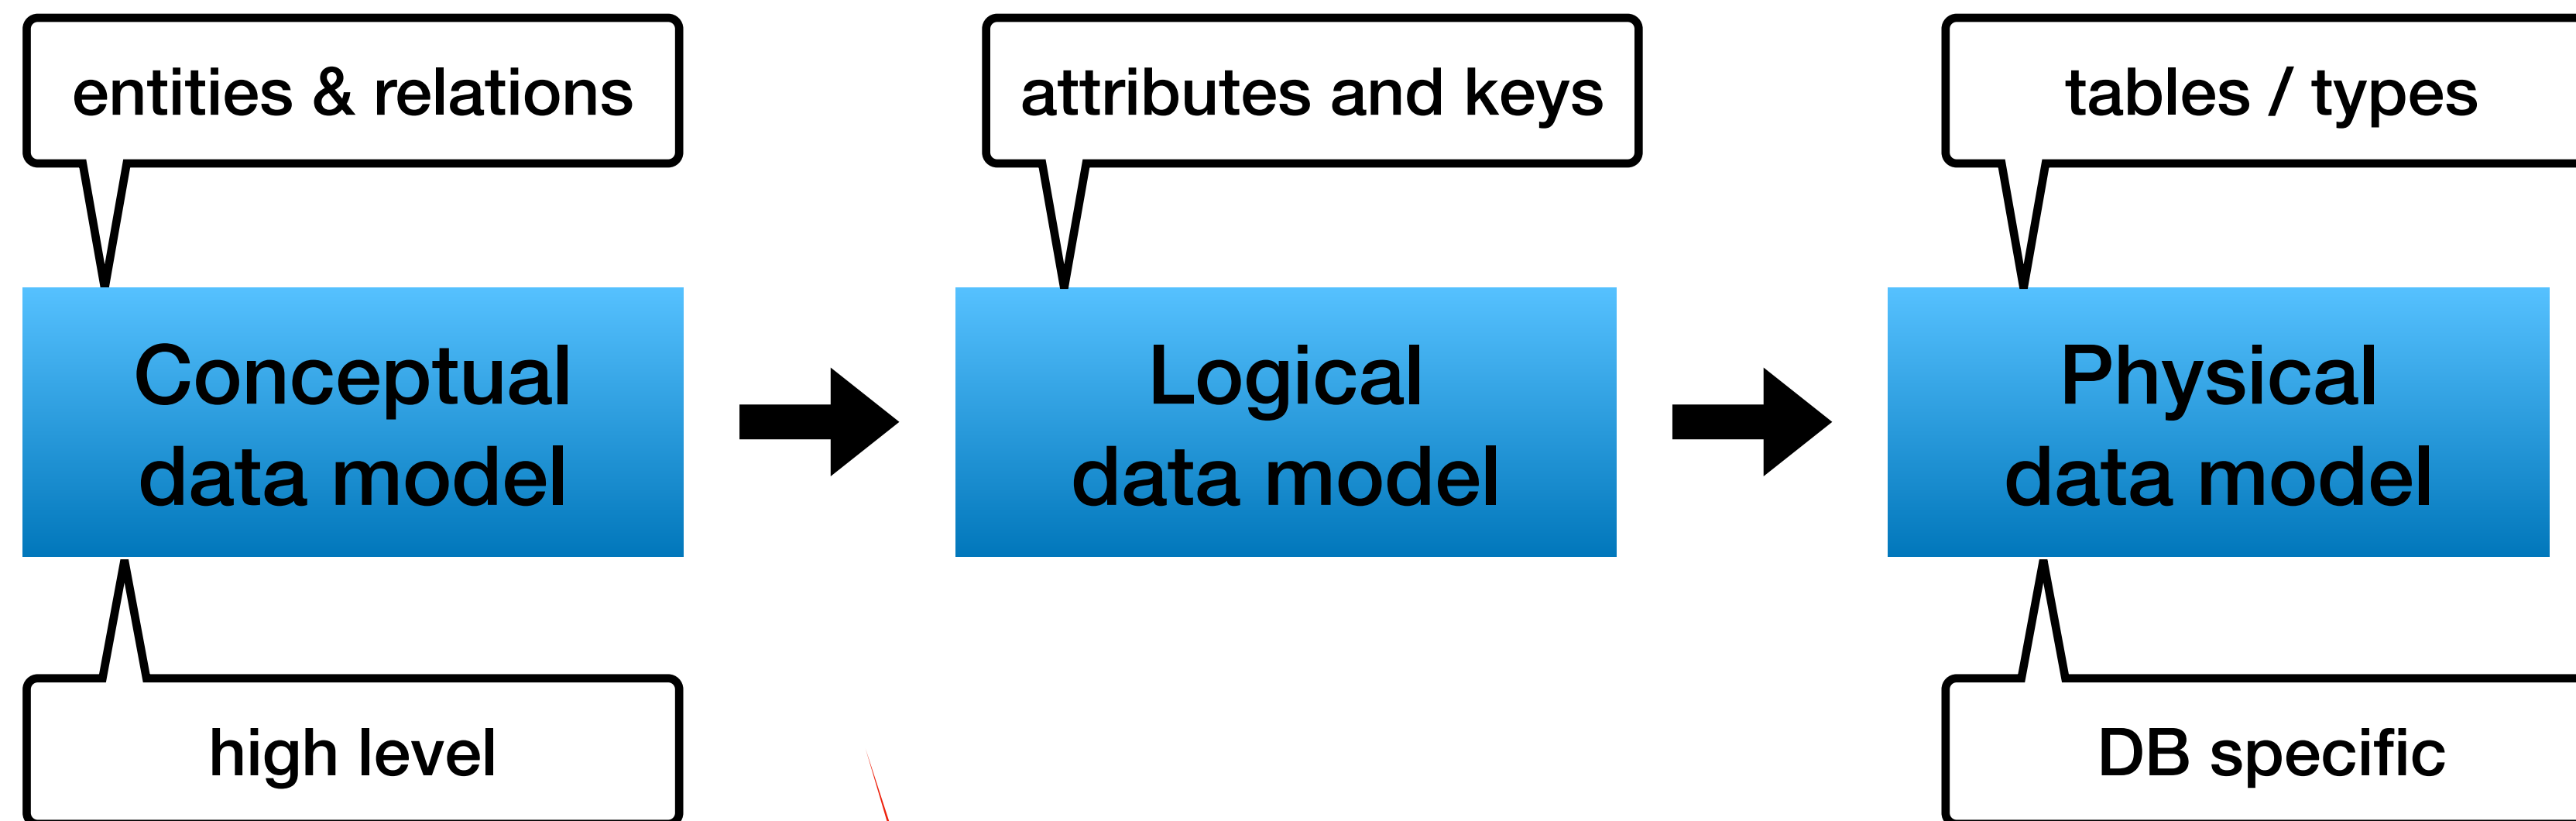 entities & relations
attributes and keys
tables / types
Conceptual
data model
Logical
data model
Physical
data model
high level
DB specific